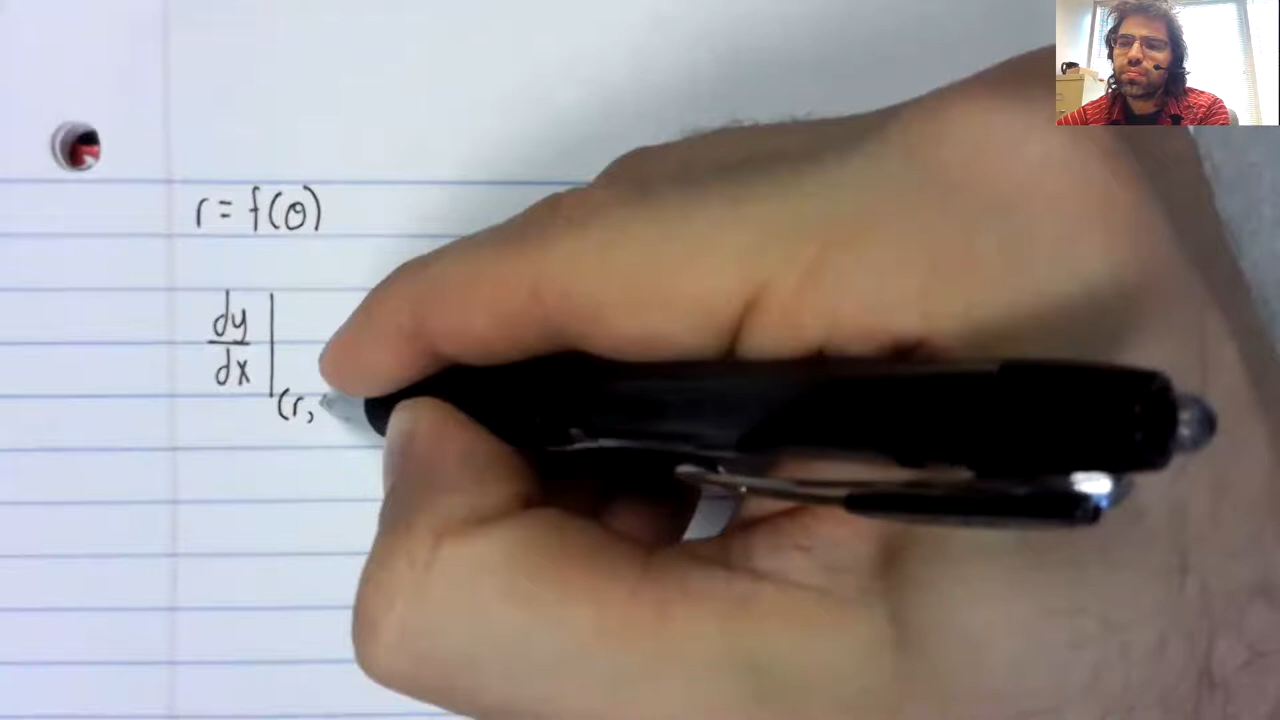 r = f(θ)
dy/dx |(r,